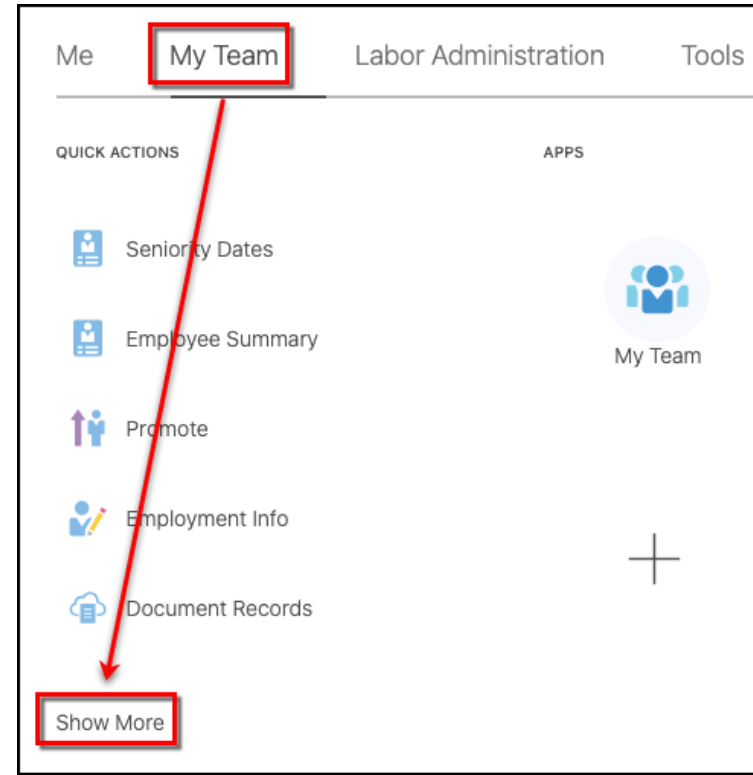 Me My Team Labor Administration Tools
QUICK ACTIONS
Seniority Dates
Employee Summary
Promote
Employment Info
Document Records
Show More
APPS
My Team